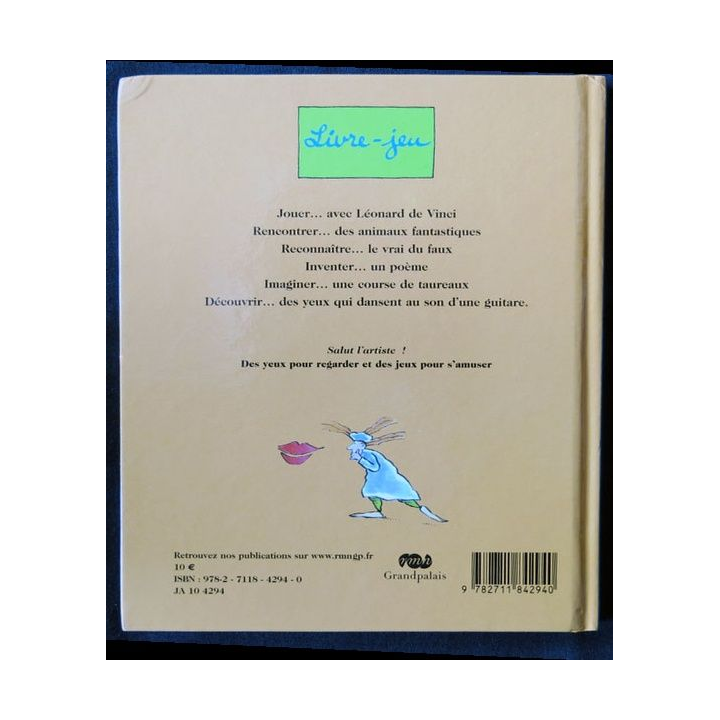 Livre-jeu
Jouer... avec Léonard de Vinci
Rencontrer... des animaux fantastiques
Reconnaître... le vrai du faux
Inventer... un poème
Imaginer... une course de taureaux
Découvrir... des yeux qui dansent au son d'une guitare.
Salut l'artiste !
Des yeux pour regarder et des jeux pour s'amuser
Retrouvez nos publications sur www.rmngp.fr
10 €
ISBN : 978-2 - 7118 - 4294 - 0
JA 10 4294
rmn
Grandpalais
9 782711 842940